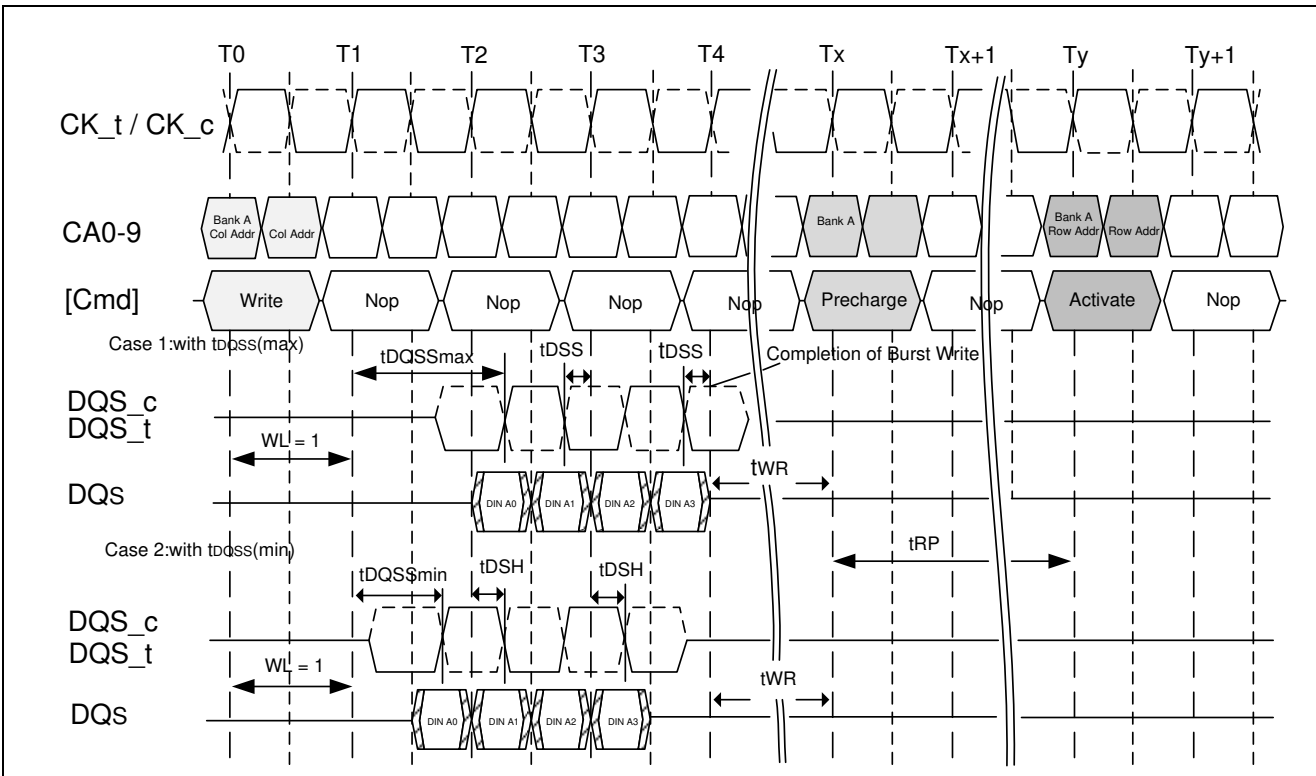 T0 T1 T2 T3 T4 Tx Tx+1 Ty Ty+1
CK_t / CK_c
CA0-9
Bank A
Col Addr
Col Addr
Bank A
Bank A
Row Addr
Row Addr
[Cmd]
Write Nop Nop Nop Nop Precharge Nop Activate Nop
Case 1:with tDQSS(max)
tDQSSmax tDSS tDSS Completion of Burst Write
DQS_c
DQS_t
WL = 1
tWR
DQs
DIN A0 DIN A1 DIN A2 DIN A3
Case 2:with tDQSS(min)
tRP
tDQSSmin tDSH tDSH
DQS_c
DQS_t
WL = 1
tWR
DQs
DIN A0 DIN A1 DIN A2 DIN A3